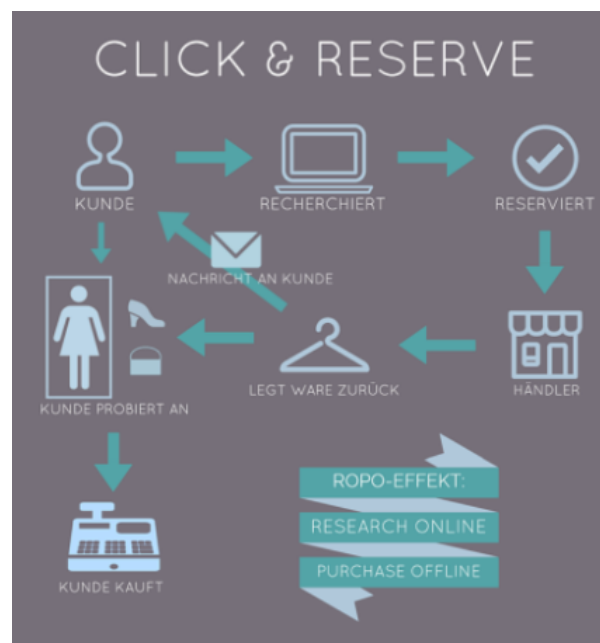 CLICK & RESERVE
KUNDE
RECHERCHIERT
RESERVIERT
NACHRICHT AN KUNDE
KUNDE PROBIERT AN
LEGT WARE ZURÜCK
HÄNDLER
ROPO-EFFEKT:
RESEARCH ONLINE
PURCHASE OFFLINE
KUNDE KAUFT